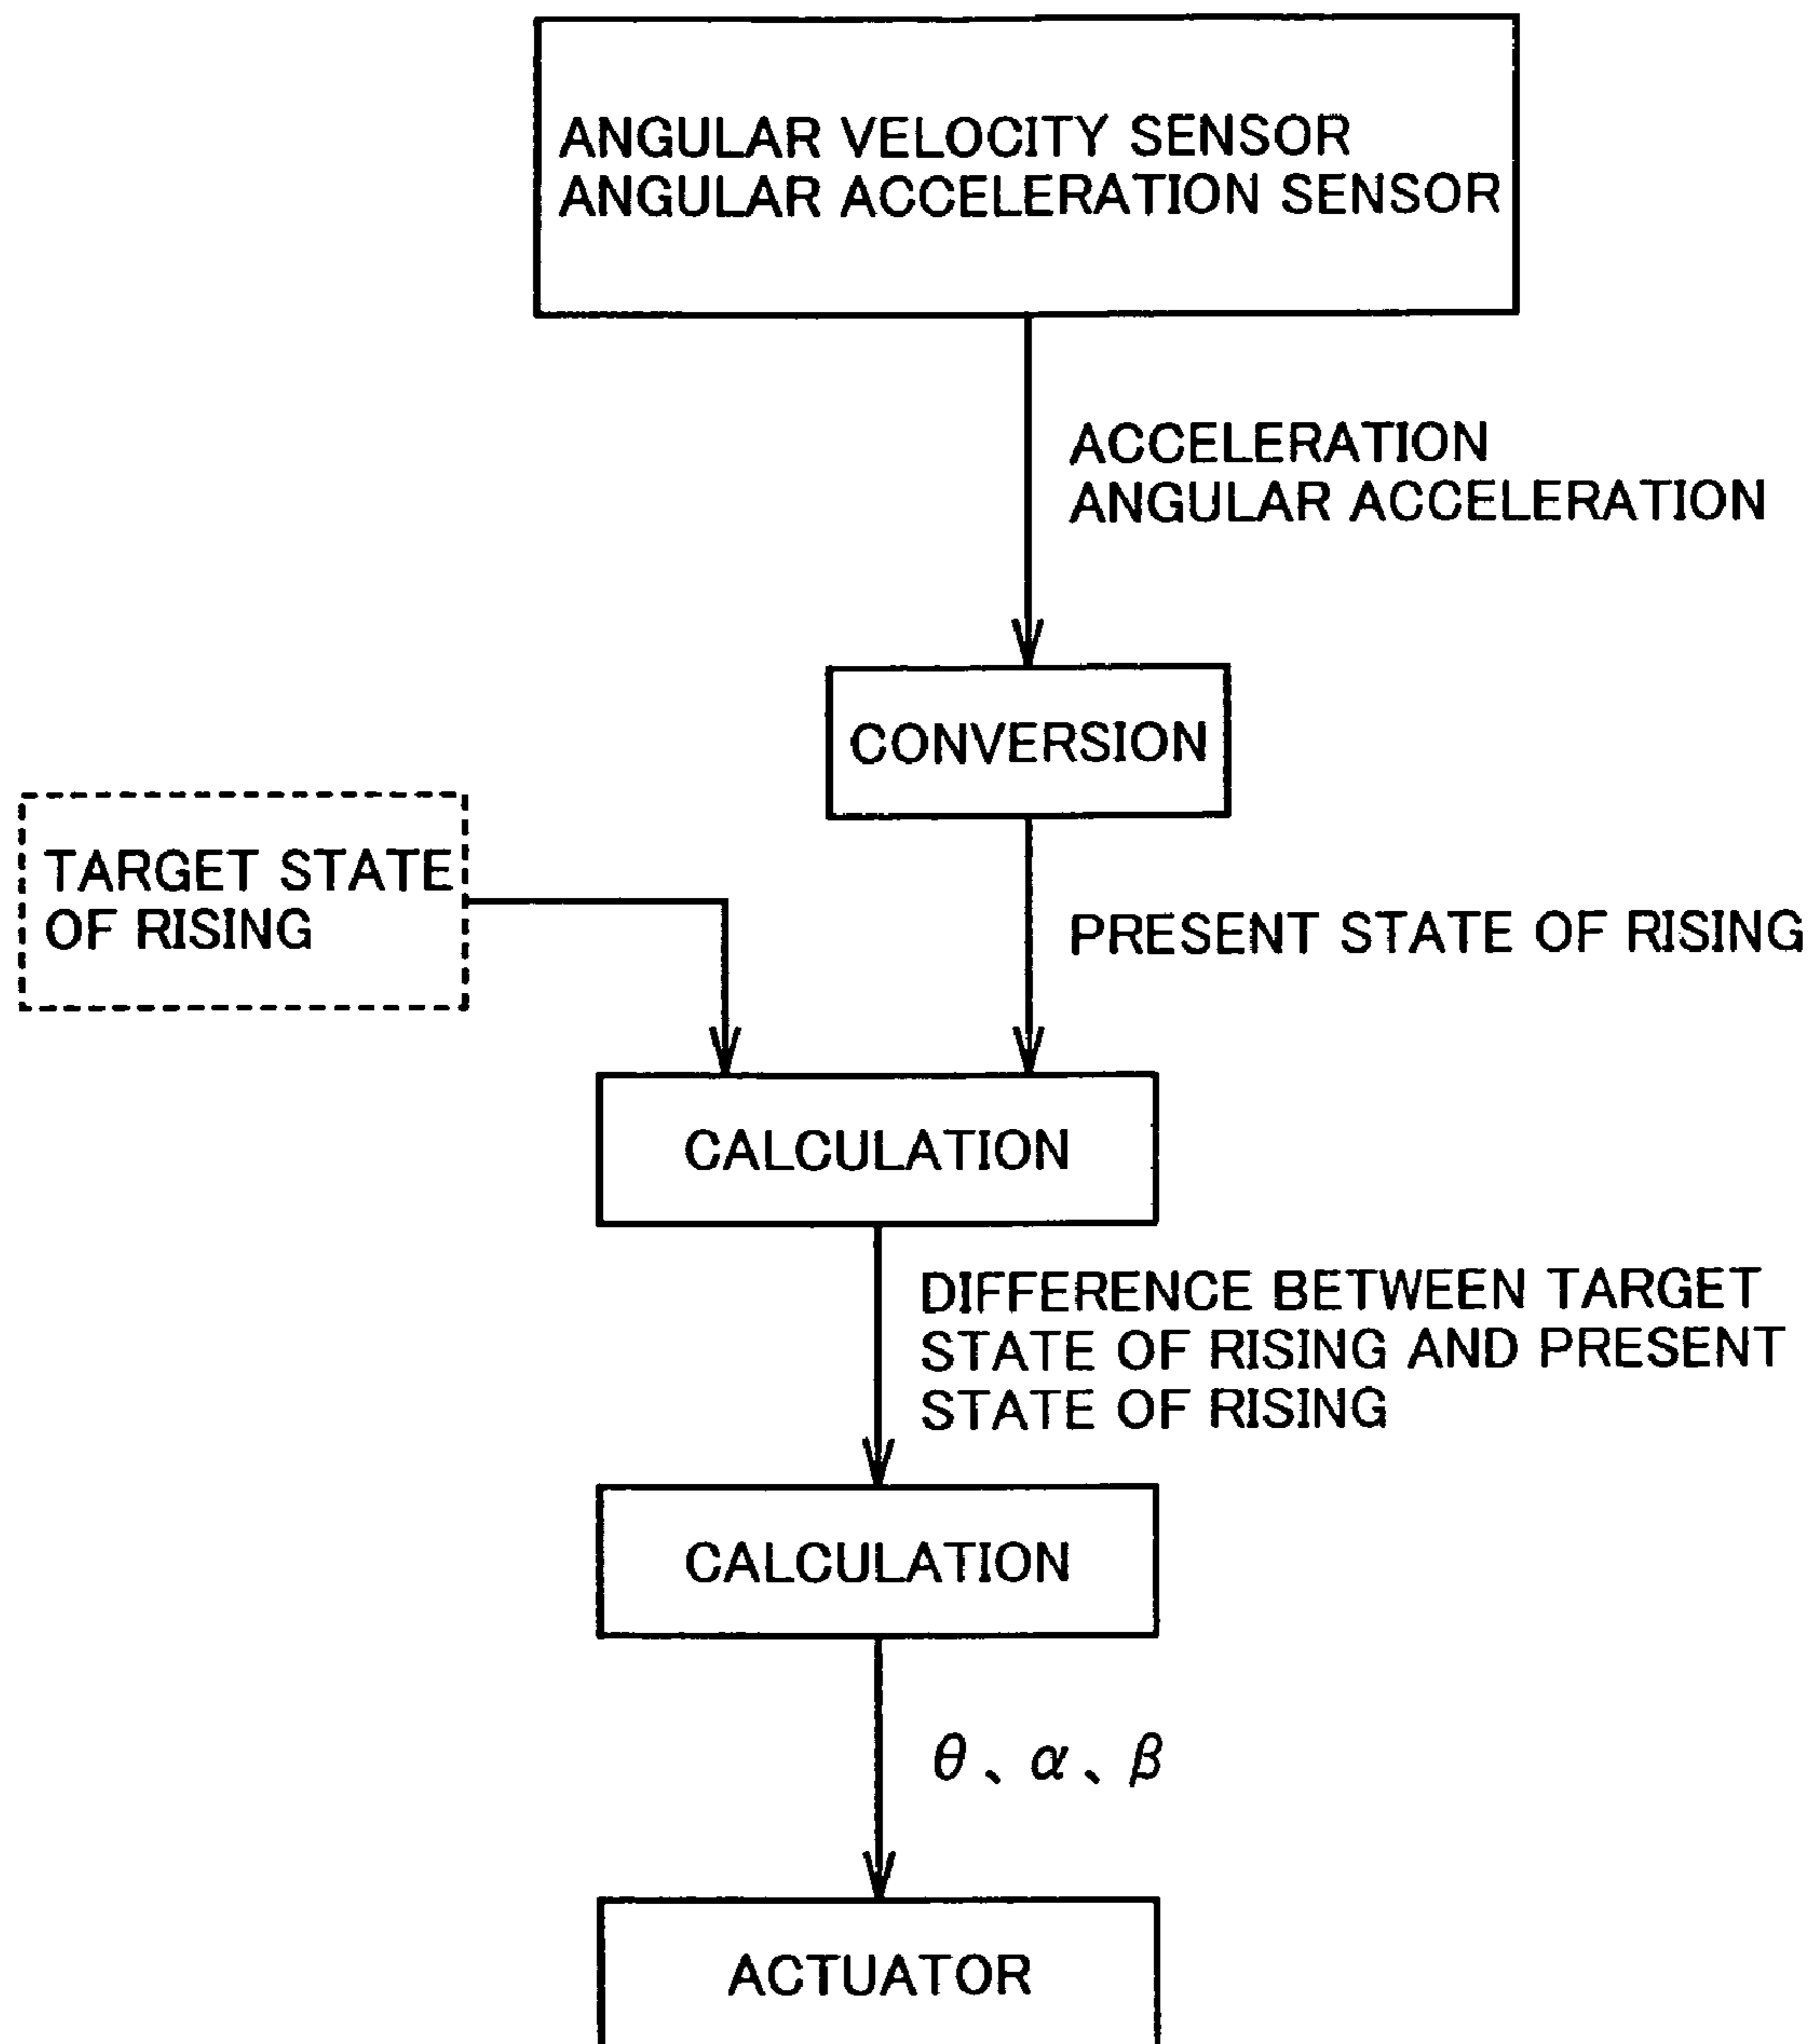 ANGULAR VELOCITY SENSOR
ANGULAR ACCELERATION SENSOR
ACCELERATION
ANGULAR ACCELERATION
CONVERSION
TARGET STATE
OF RISING
PRESENT STATE OF RISING
CALCULATION
DIFFERENCE BETWEEN TARGET
STATE OF RISING AND PRESENT
STATE OF RISING
CALCULATION
θ、α、β
ACTUATOR